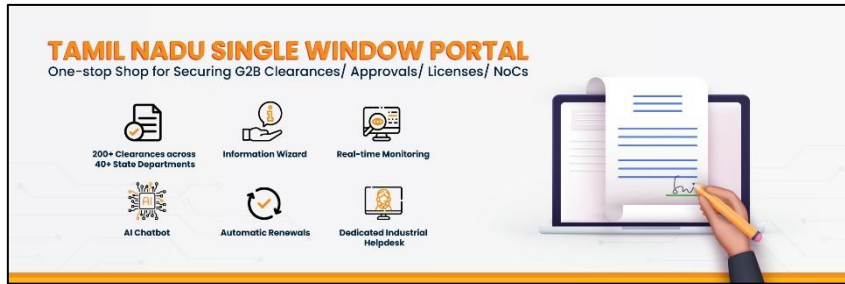 TAMIL NADU SINGLE WINDOW PORTAL
One-stop Shop for Securing G2B Clearances/ Approvals/ Licenses/ NoCs
200+ Clearances across
40+ State Departments
Information Wizard
Real-time Monitoring
AI
AI Chatbot
Automatic Renewals
Dedicated Industrial
Helpdesk